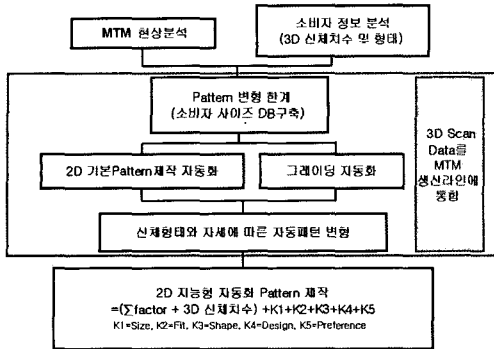 MTM 현상분석
소비자 정보 분석
(3D 신체치수 및 형태)
Pattern 변형 한계
(소비자 사이즈 DB구축)
2D 기본Pattern제작 자동화
그레이딩 자동화
3D Scan
Data를
MTM
생산라인에
통합
신체형태와 자세에 따른 자동패턴 변형
2D 지능형 자동화 Pattern 제작
=(∑factor + 3D 신체치수) +K1+K2+K3+K4+K5
K1=Size, K2=Fit, K3=Shape, K4=Design, K5=Preference